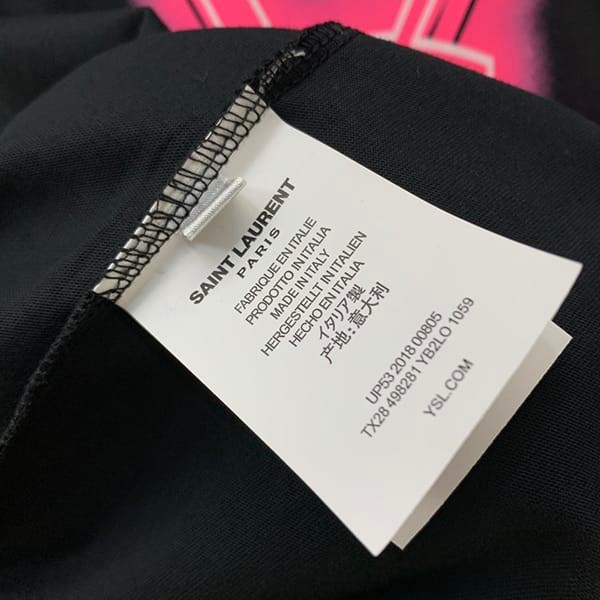 SAINT LAURENT
PARIS
FABRIQUE EN ITALIE
PRODOTTO IN ITALIA
MADE IN ITALY
HERGESTELLT IN ITALIEN
HECHO EN ITALIA
イタリア製
产地: 意大利
UP53 2018 00805
TX28 498281 YB2LO 1059
YSL.COM